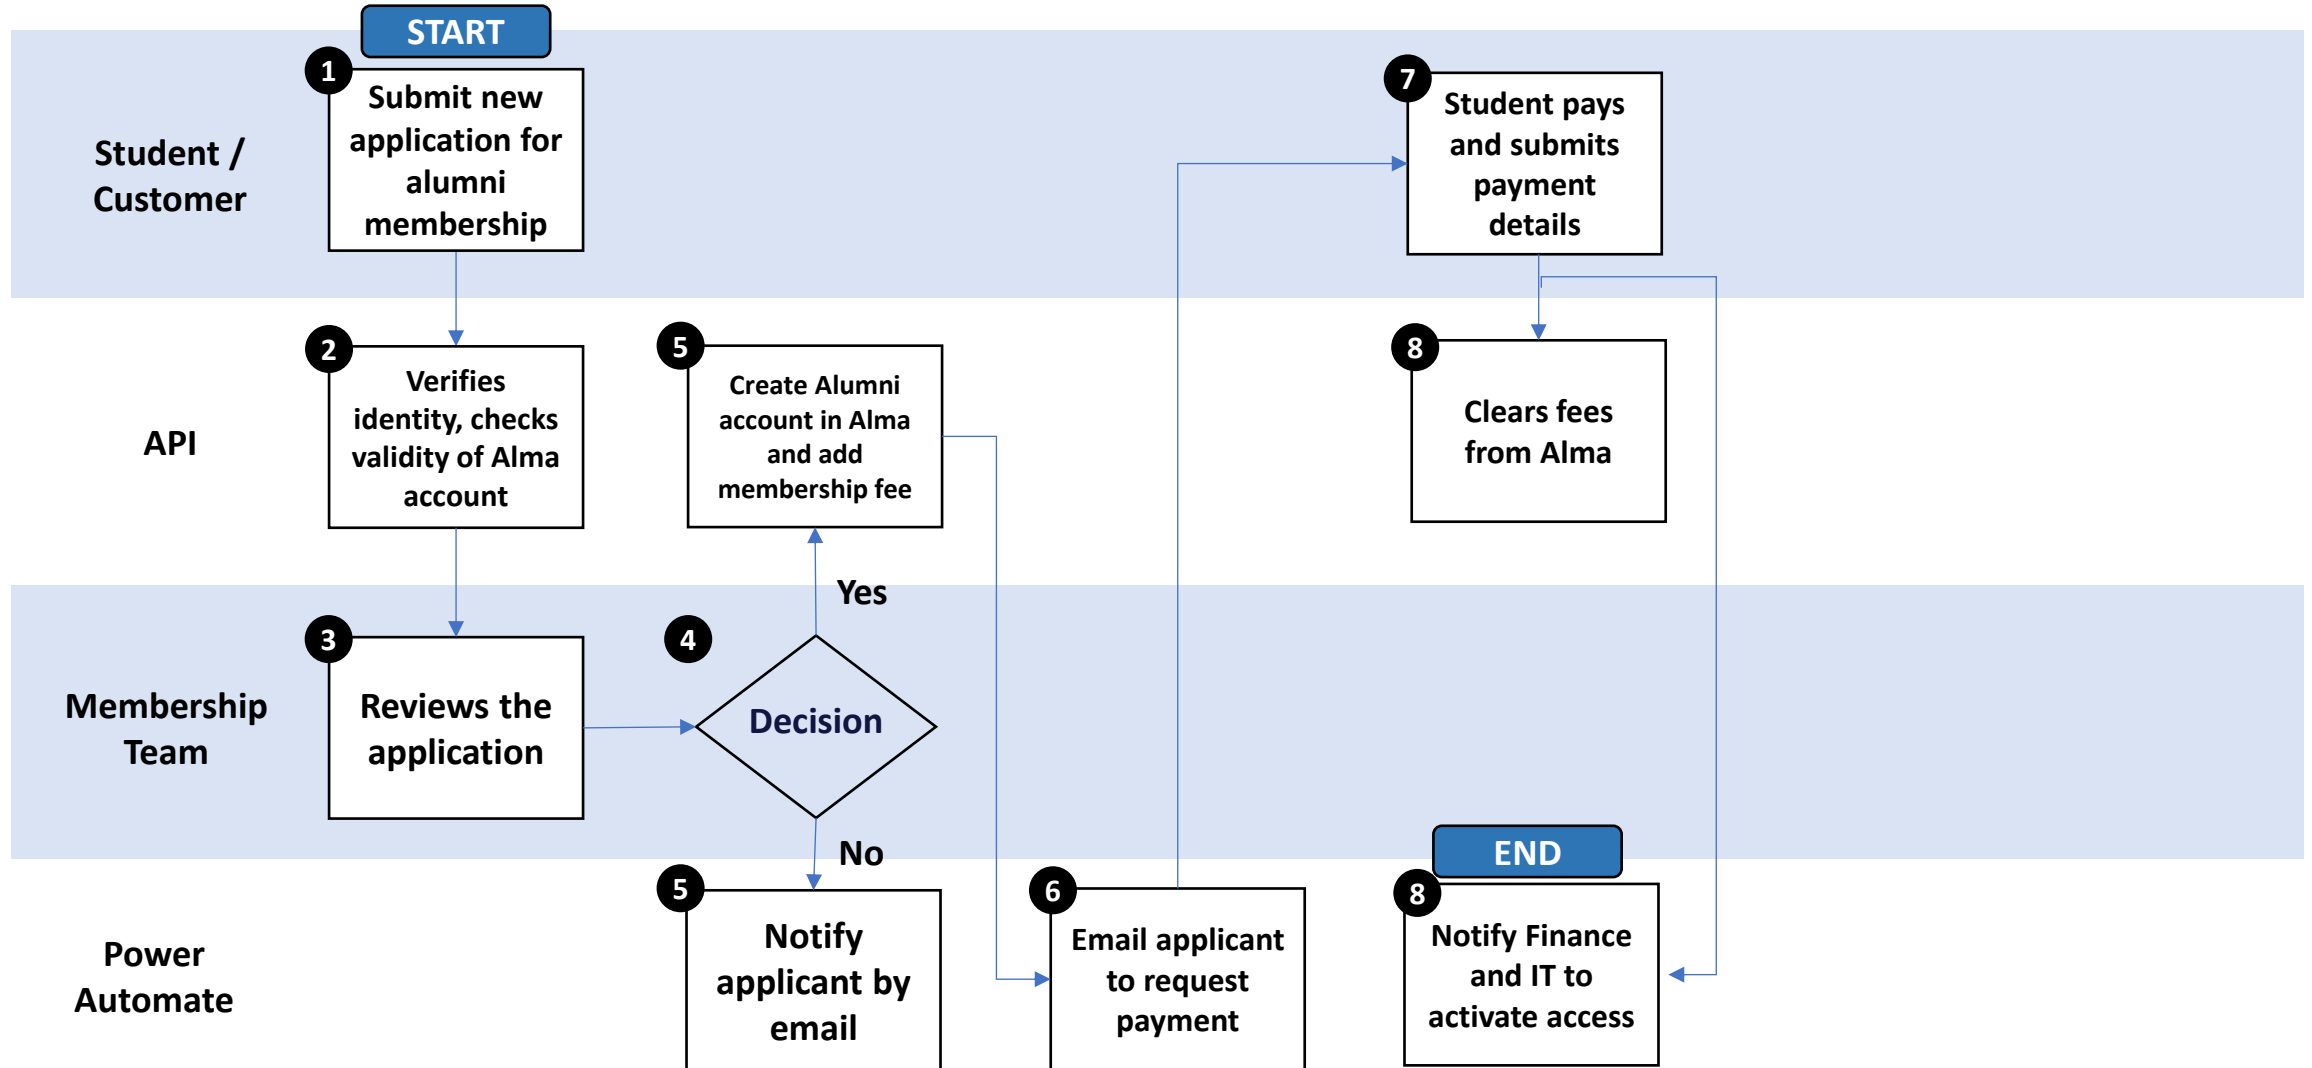 START
1
Submit new
application for
alumni
membership
7
Student pays
and submits
payment
details
Student /
Customer
2
Verifies
identity, checks
validity of Alma
account
5
Create Alumni
account in Alma
and add
membership fee
8
Clears fees
from Alma
API
Yes
3
Reviews the
application
4
Decision
Membership
Team
No
END
5
Notify
applicant by
email
6
Email applicant
to request
payment
8
Notify Finance
and IT to
activate access
Power
Automate